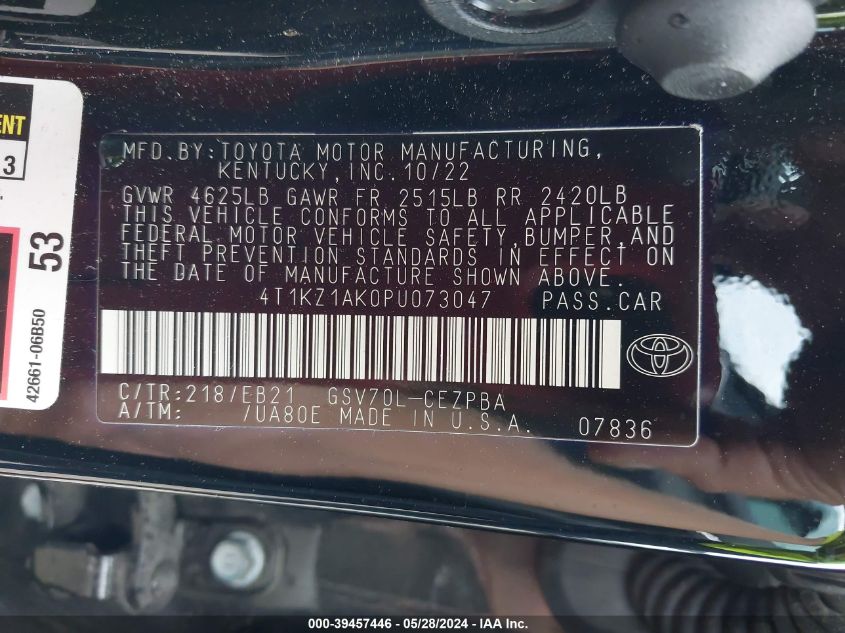 ENT
13
53
42661-06B50
MFD.BY:TOYOTA MOTOR MANUFACTURING,
KENTUCKY,INC.10/22
GVWR 4625LB GAWR FR 2515LB RR 2420LB
THIS VEHICLE CONFORMS TO ALL APPLICABLE
FEDERAL MOTOR VEHICLE SAFETY,BUMPER,AND
THEFT PREVENTION STANDARDS IN EFFECT ON
THE DATE OF MANUFACTURE SHOWN ABOVE.
4T1KZ1AK0PU073047 PASS.CAR
C/TR:218/EB21 GSV70L-CEZPBA
A/TM: /UA80E MADE IN U.S.A. 07836
000-39457446 - 05/28/2024 - IAA Inc.